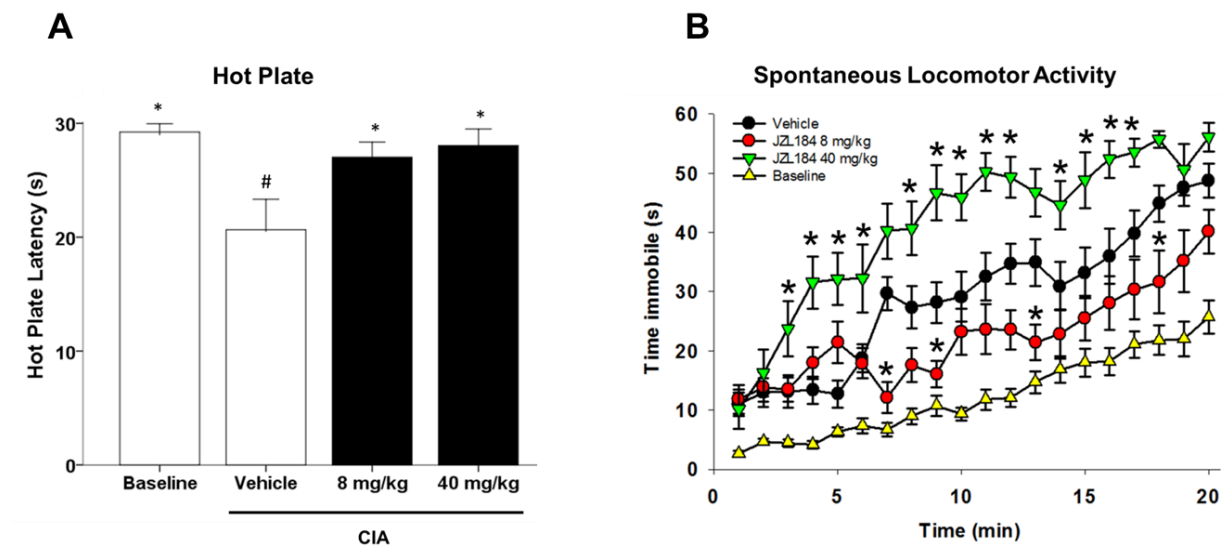 A
Hot Plate
Hot Plate Latency (s)
30
20
10
0
*
#
*
*
Baseline
Vehicle
8 mg/kg
40 mg/kg
CIA
B
Spontaneous Locomotor Activity
Time immobile (s)
60
50
40
30
20
10
0
Vehicle
JZL184 8 mg/kg
JZL184 40 mg/kg
Baseline
* * * * * * * * * * * * * *
* * * *
0
5
10
15
20
Time (min)